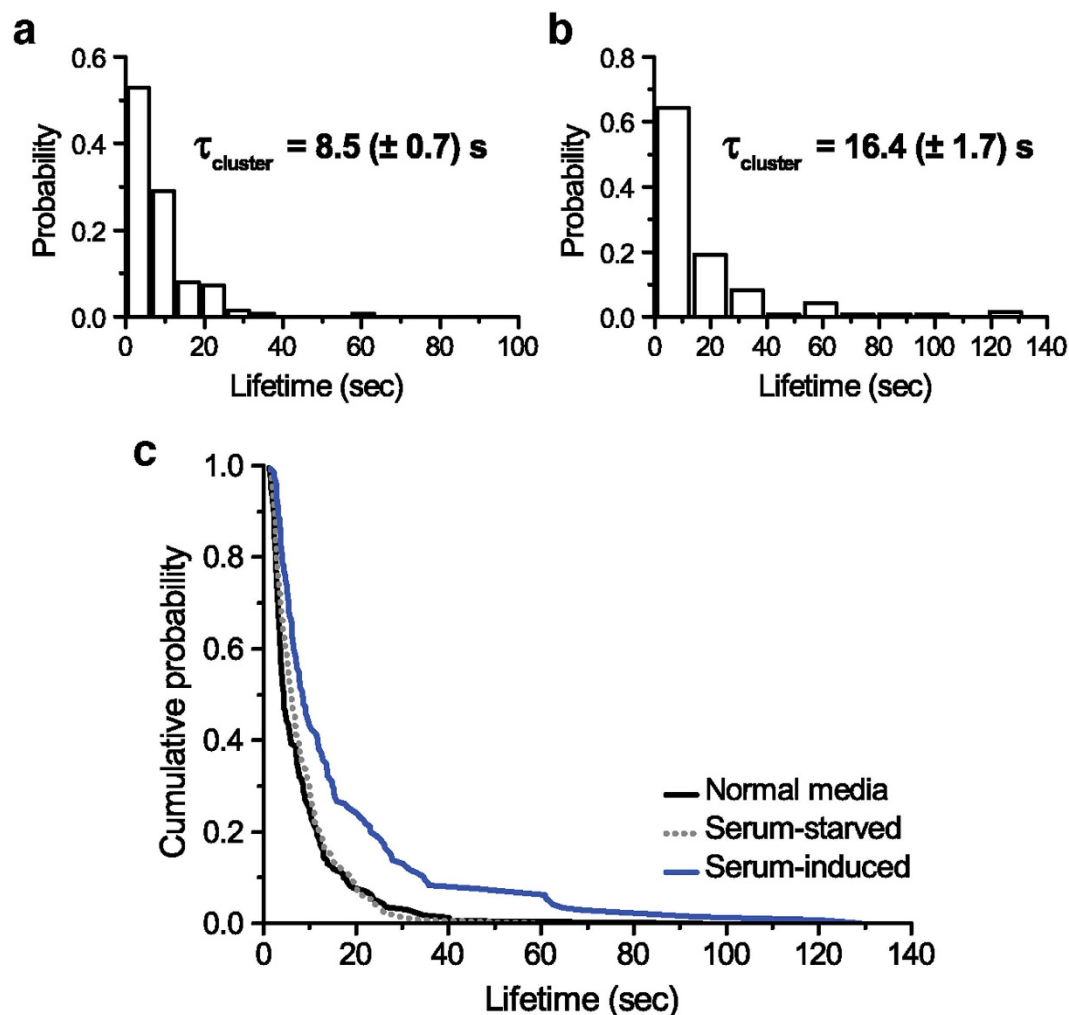 a
0.6
0.4
0.2
0.0
Probability
τcluster = 8.5 (± 0.7) s
0 20 40 60 80 100
Lifetime (sec)
b
0.8
0.6
0.4
0.2
0.0
Probability
τcluster = 16.4 (± 1.7) s
0 20 40 60 80 100 120 140
Lifetime (sec)
c
1.0
0.8
0.6
0.4
0.2
0.0
Cumulative probability
Normal media
Serum-starved
Serum-induced
0 20 40 60 80 100 120 140
Lifetime (sec)